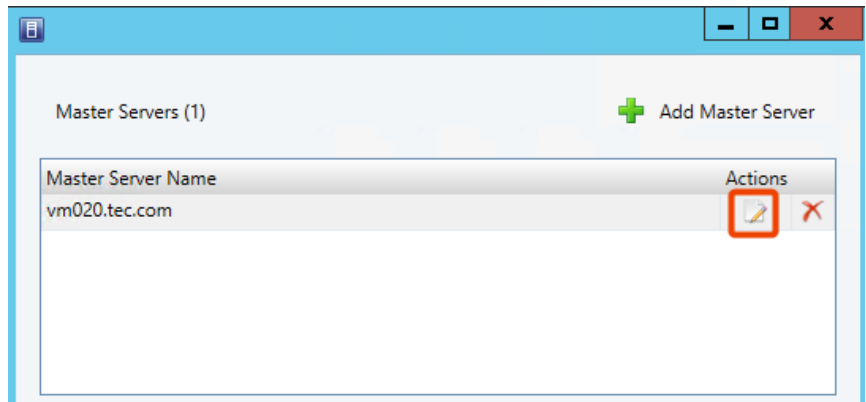 Master Servers (1)
Add Master Server
Master Server Name
Actions
vm020.tec.com